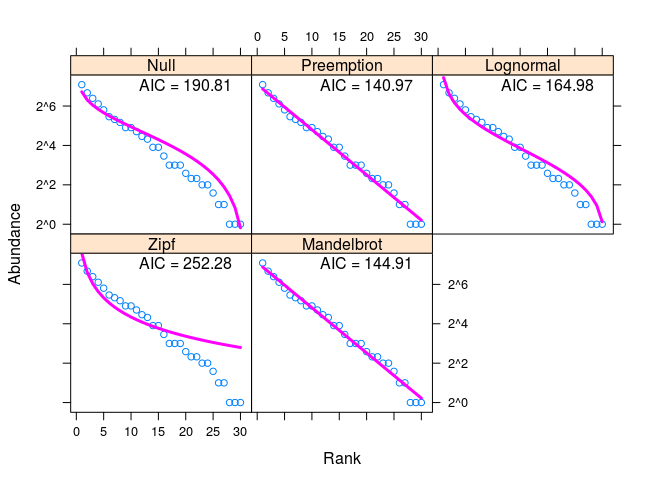 0 5 10 15 20 25 30
Null Preemption Lognormal
AIC = 190.81 AIC = 140.97 AIC = 164.98
2^6
2^4
2^2
2^0
Zipf Mandelbrot
AIC = 252.28 AIC = 144.91
2^6
2^4
2^2
2^0
0 5 10 15 20 25 30
Abundance
Rank